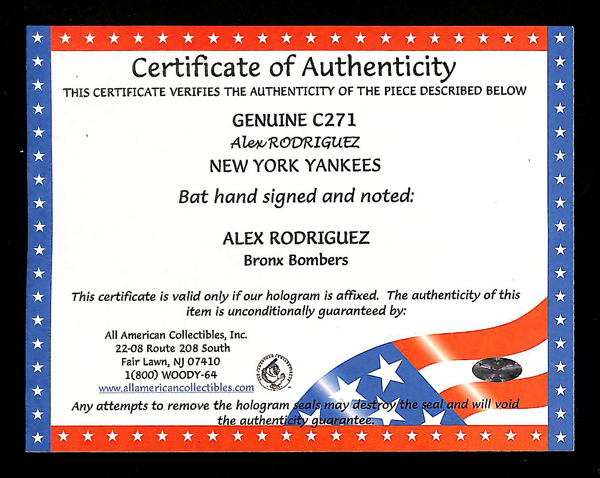 Certificate of Authenticity
THIS CERTIFICATE VERIFIES THE AUTHENTICITY OF THE PIECE DESCRIBED BELOW
GENUINE C271
Alex RODRIGUEZ
NEW YORK YANKEES
Bat hand signed and noted:
ALEX RODRIGUEZ
Bronx Bombers
This certificate is valid only if our hologram is affixed. The authenticity of this
item is unconditionally guaranteed by:
All American Collectibles, Inc.
22-08 Route 208 South
Fair Lawn, NJ 07410
1(800) WOODY-64
www.allamericancollectibles.com
Any attempts to remove the hologram seals may destroy the seal and will void
the authenticity guarantee.